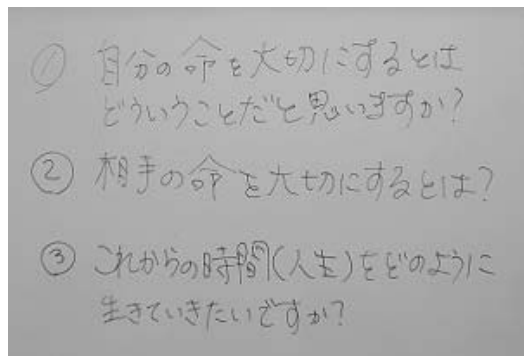 ① 自分の命を大切にするとは
どういうことだと思いますか?
② 相手の命を大切にするとは?
③ これからの時間(人生)をどのように
生きていきたいですか?